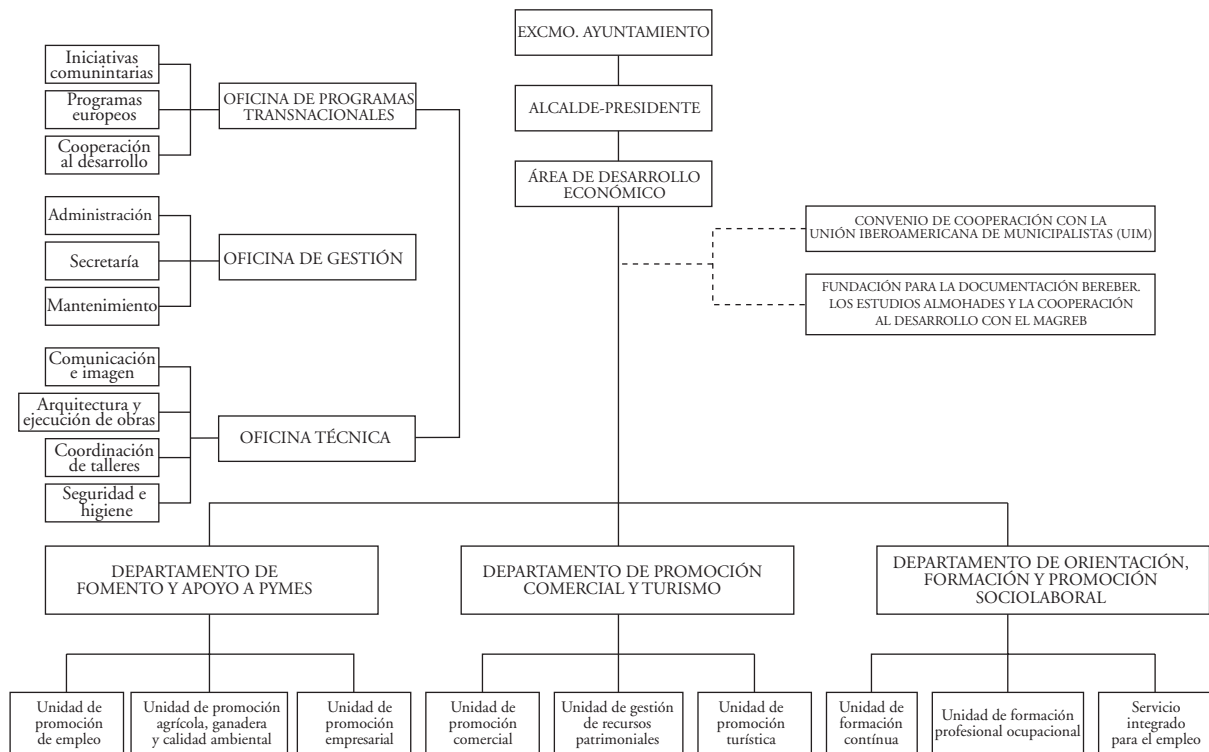 EXCMO. AYUNTAMIENTO
ALCALDE-PRESIDENTE
ÁREA DE DESARROLLO
ECONÓMICO
Iniciativas
comunintarias
Programas
europeos
Cooperación
al desarrollo
OFICINA DE PROGRAMAS
TRANSNACIONALES
Administración
Secretaría
Mantenimiento
OFICINA DE GESTIÓN
Comunicación
e imagen
Arquitectura y
ejecución de obras
Coordinación
de talleres
Seguridad e
higiene
OFICINA TÉCNICA
CONVENIO DE COOPERACIÓN CON LA
UNIÓN IBEROAMERICANA DE MUNICIPALISTAS (UIM)
FUNDACIÓN PARA LA DOCUMENTACIÓN BEREBER.
LOS ESTUDIOS ALMOHADES Y LA COOPERACIÓN
AL DESARROLLO CON EL MAGREB
DEPARTAMENTO DE
FOMENTO Y APOYO A PYMES
DEPARTAMENTO DE PROMOCIÓN
COMERCIAL Y TURISMO
DEPARTAMENTO DE ORIENTACIÓN,
FORMACIÓN Y PROMOCIÓN
SOCIOLABORAL
Unidad de
promoción
de empleo
Unidad de promoción
agrícola, ganadera
y calidad ambiental
Unidad de
promoción
empresarial
Unidad de
promoción
comercial
Unidad de gestión
de recursos
patrimoniales
Unidad de
promoción
turística
Unidad de
formación
contínua
Unidad de formación
profesional ocupacional
Servicio
integrado
para el empleo